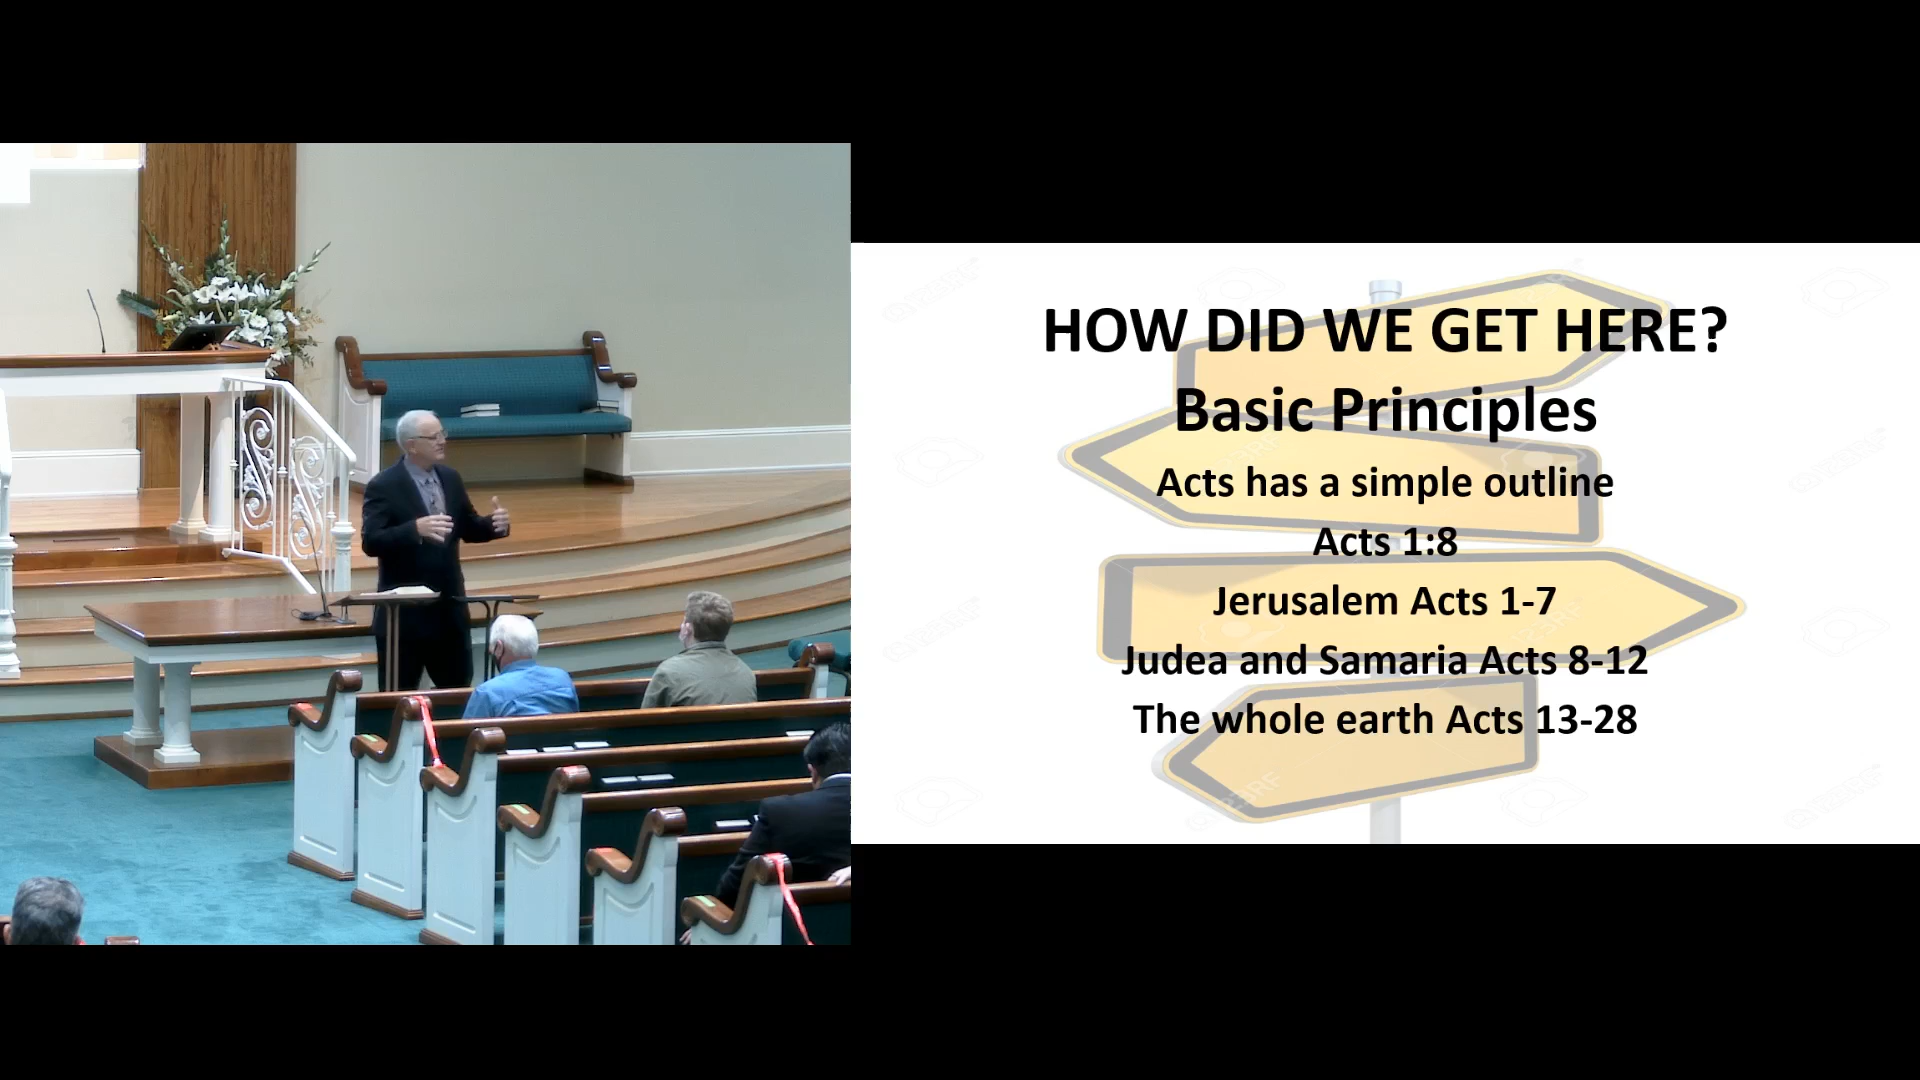 HOW DID WE GET HERE?
Basic Principles
Acts has a simple outline
Acts 1:8
Jerusalem Acts 1-7
Judea and Samaria Acts 8-12
The whole earth Acts 13-28